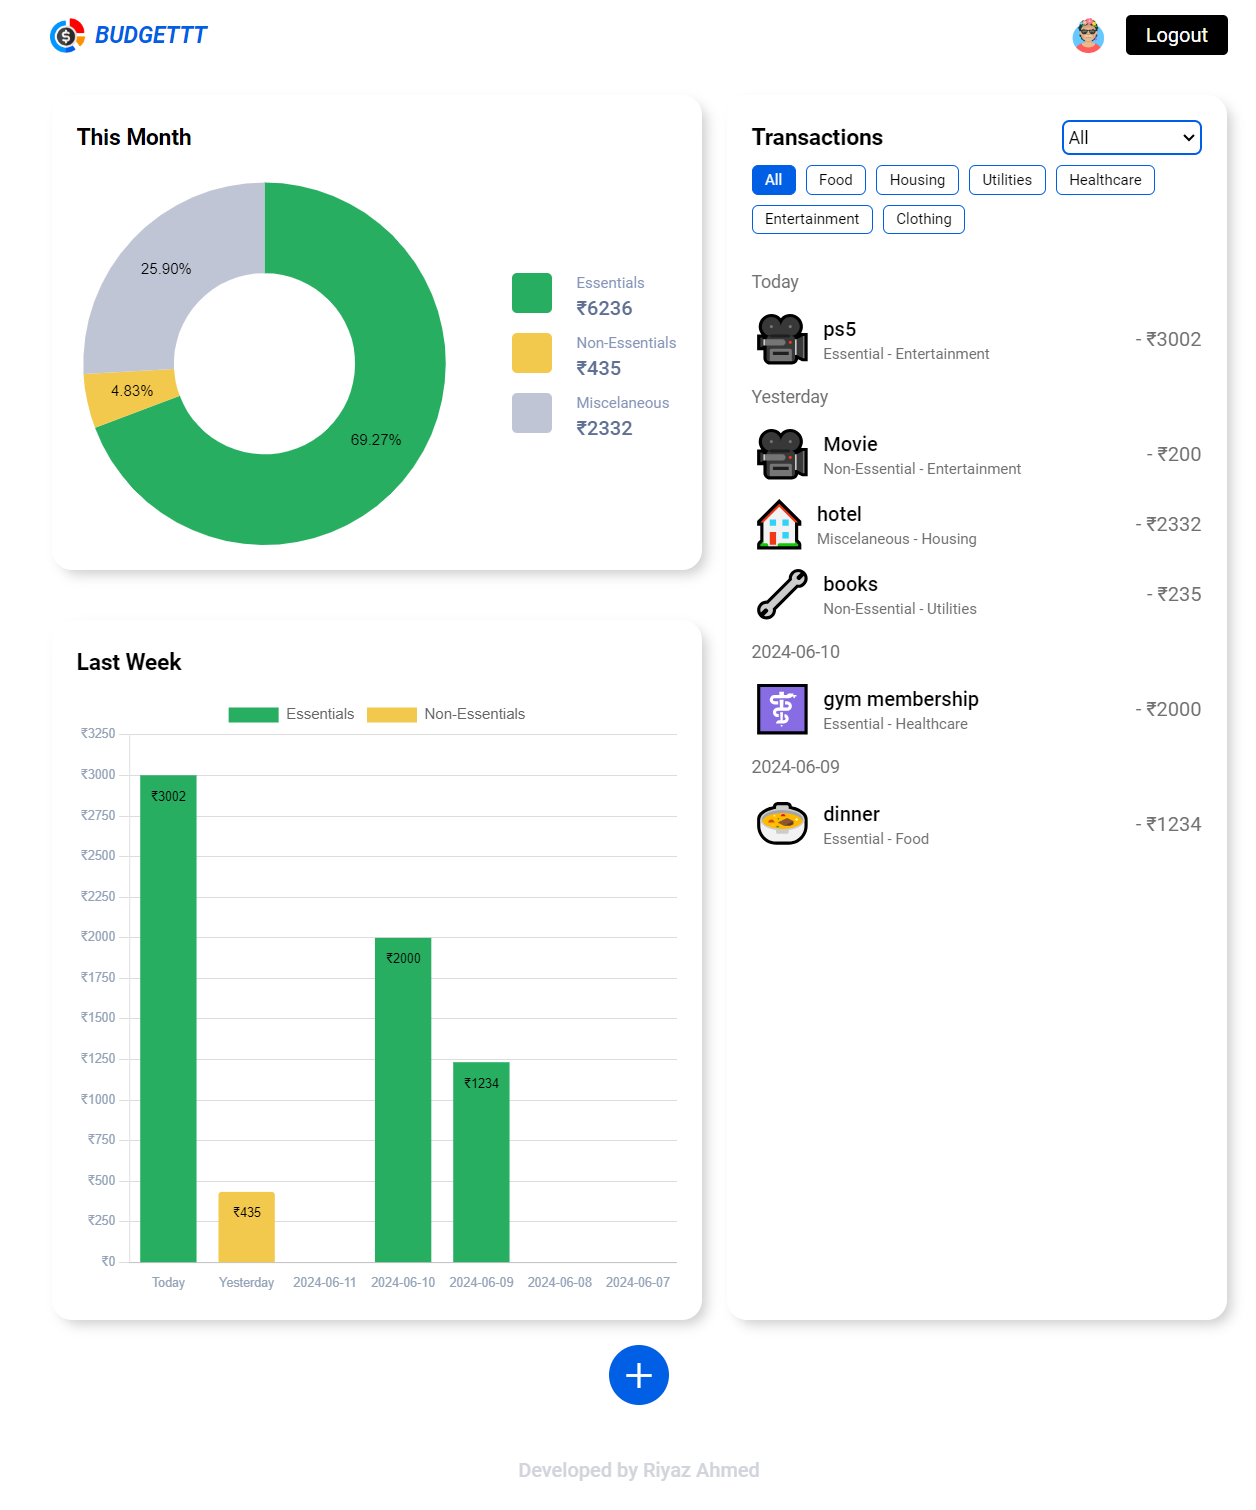 BUDGETTT
Logout
This Month
25.90%
4.83%
69.27%
Essentials
₹6236
Non-Essentials
₹435
Miscelaneous
₹2332
Transactions
All
All Food Housing Utilities Healthcare
Entertainment Clothing
Today
ps5
Essential - Entertainment
- ₹3002
Yesterday
Movie
Non-Essential - Entertainment
- ₹200
hotel
Miscelaneous - Housing
- ₹2332
books
Non-Essential - Utilities
- ₹235
2024-06-10
gym membership
Essential - Healthcare
- ₹2000
2024-06-09
dinner
Essential - Food
- ₹1234
Last Week
Essentials Non-Essentials
₹3250
₹3000
₹2750
₹2500
₹2250
₹2000
₹1750
₹1500
₹1250
₹1000
₹750
₹500
₹250
₹0
₹3002
₹435
₹2000
₹1234
Today Yesterday 2024-06-11 2024-06-10 2024-06-09 2024-06-08 2024-06-07
Developed by Riyaz Ahmed